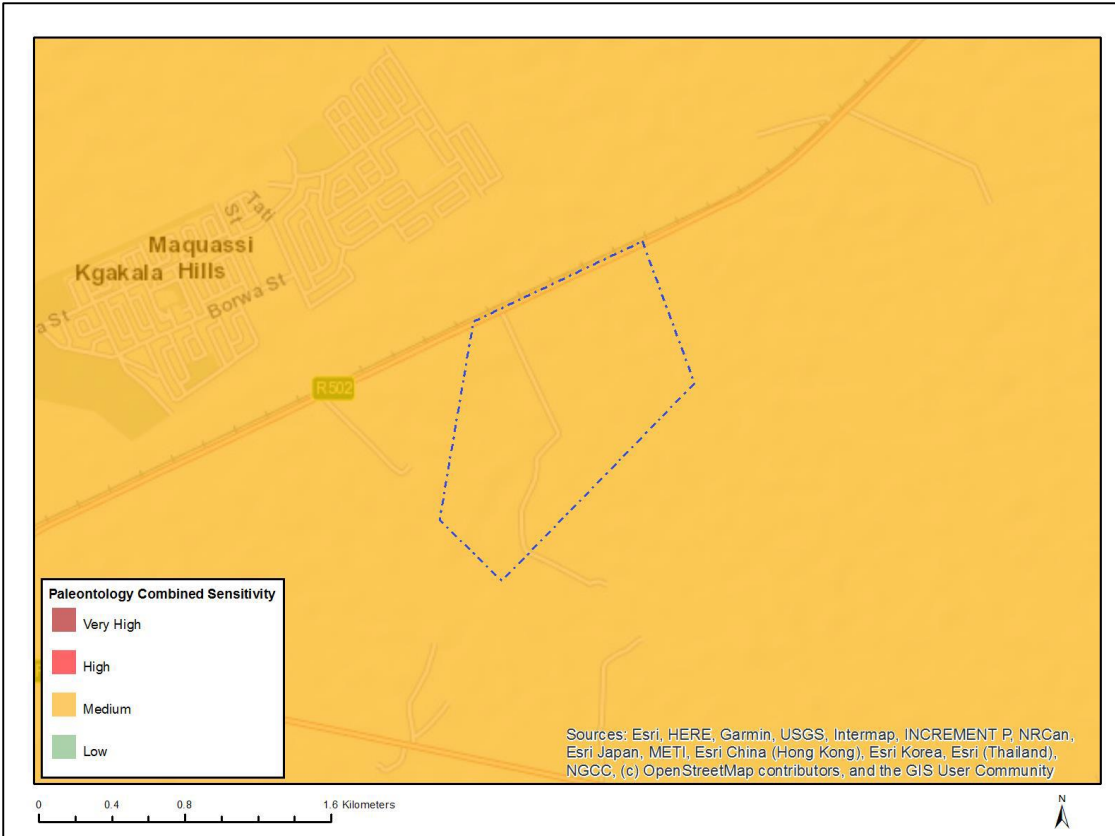 Tati
St
Maquassi
Kgakala Hills
Borwa St
a St
R502
Paleontology Combined Sensitivity
Very High
High
Medium
Low
Sources: Esri, HERE, Garmin, USGS, Intermap, INCREMENT P, NRCan,
Esri Japan, METI, Esri China (Hong Kong), Esri Korea, Esri (Thailand),
NGCC, (c) OpenStreetMap contributors, and the GIS User Community
0 0.4 0.8 1.6 Kilometers
N